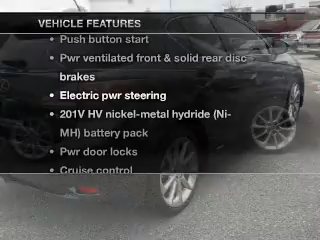 VEHICLE FEATURES
• Push button start
• Pwr ventilated front & solid rear disc
brakes
• Electric pwr steering
• 201V HV nickel-metal hydride (Ni-
MH) battery pack
• Pwr door locks
• Cruise control